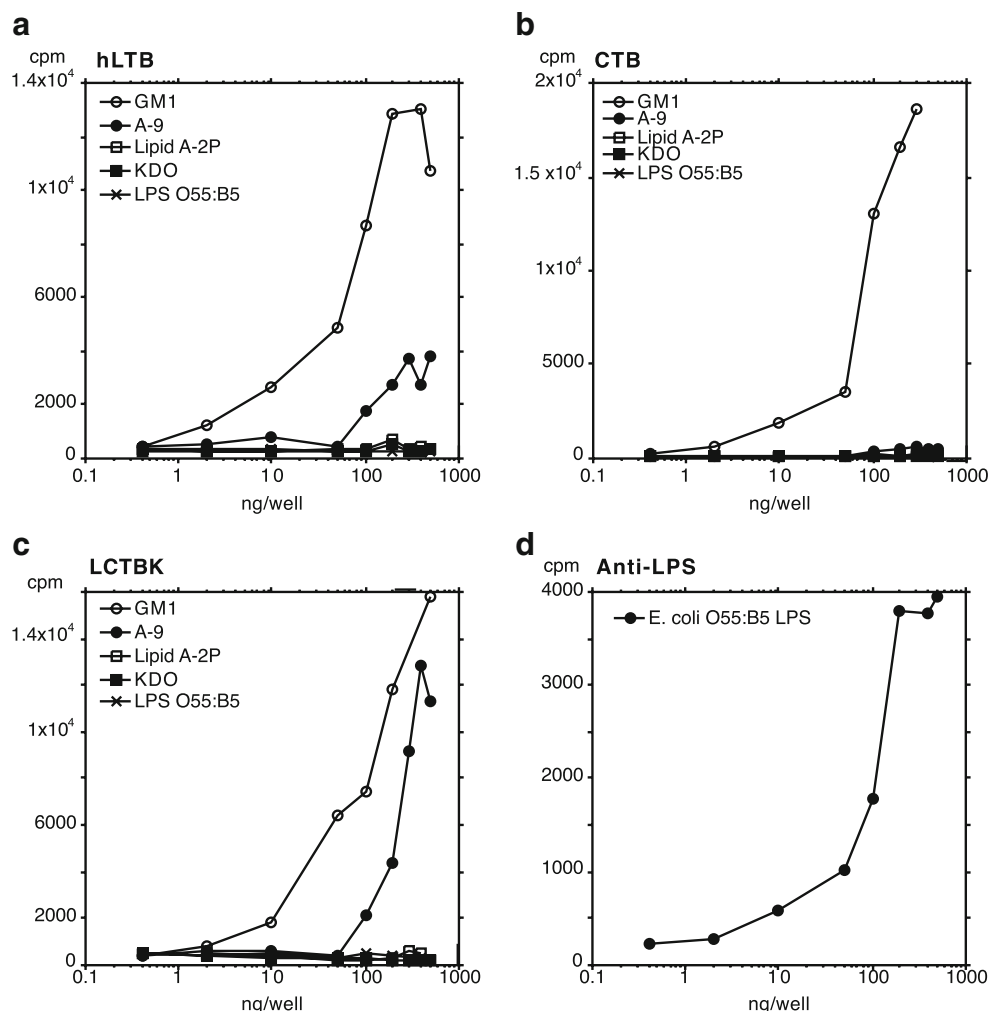 a
hLTB
cpm
1.4x10⁴
1x10⁴
6000
2000
0
GM1
A-9
Lipid A-2P
KDO
LPS O55:B5
0.1 1 10 100 1000
ng/well
b
CTB
cpm
2x10⁴
1.5 x10⁴
1x10⁴
5000
0
GM1
A-9
Lipid A-2P
KDO
LPS O55:B5
0.1 1 10 100 1000
ng/well
c
LCTBK
cpm
1.4x10⁴
1x10⁴
6000
2000
0
GM1
A-9
Lipid A-2P
KDO
LPS O55:B5
0.1 1 10 100 1000
ng/well
d
Anti-LPS
cpm
4000
3000
2000
1000
0
E. coli O55:B5 LPS
0.1 1 10 100 1000
ng/well